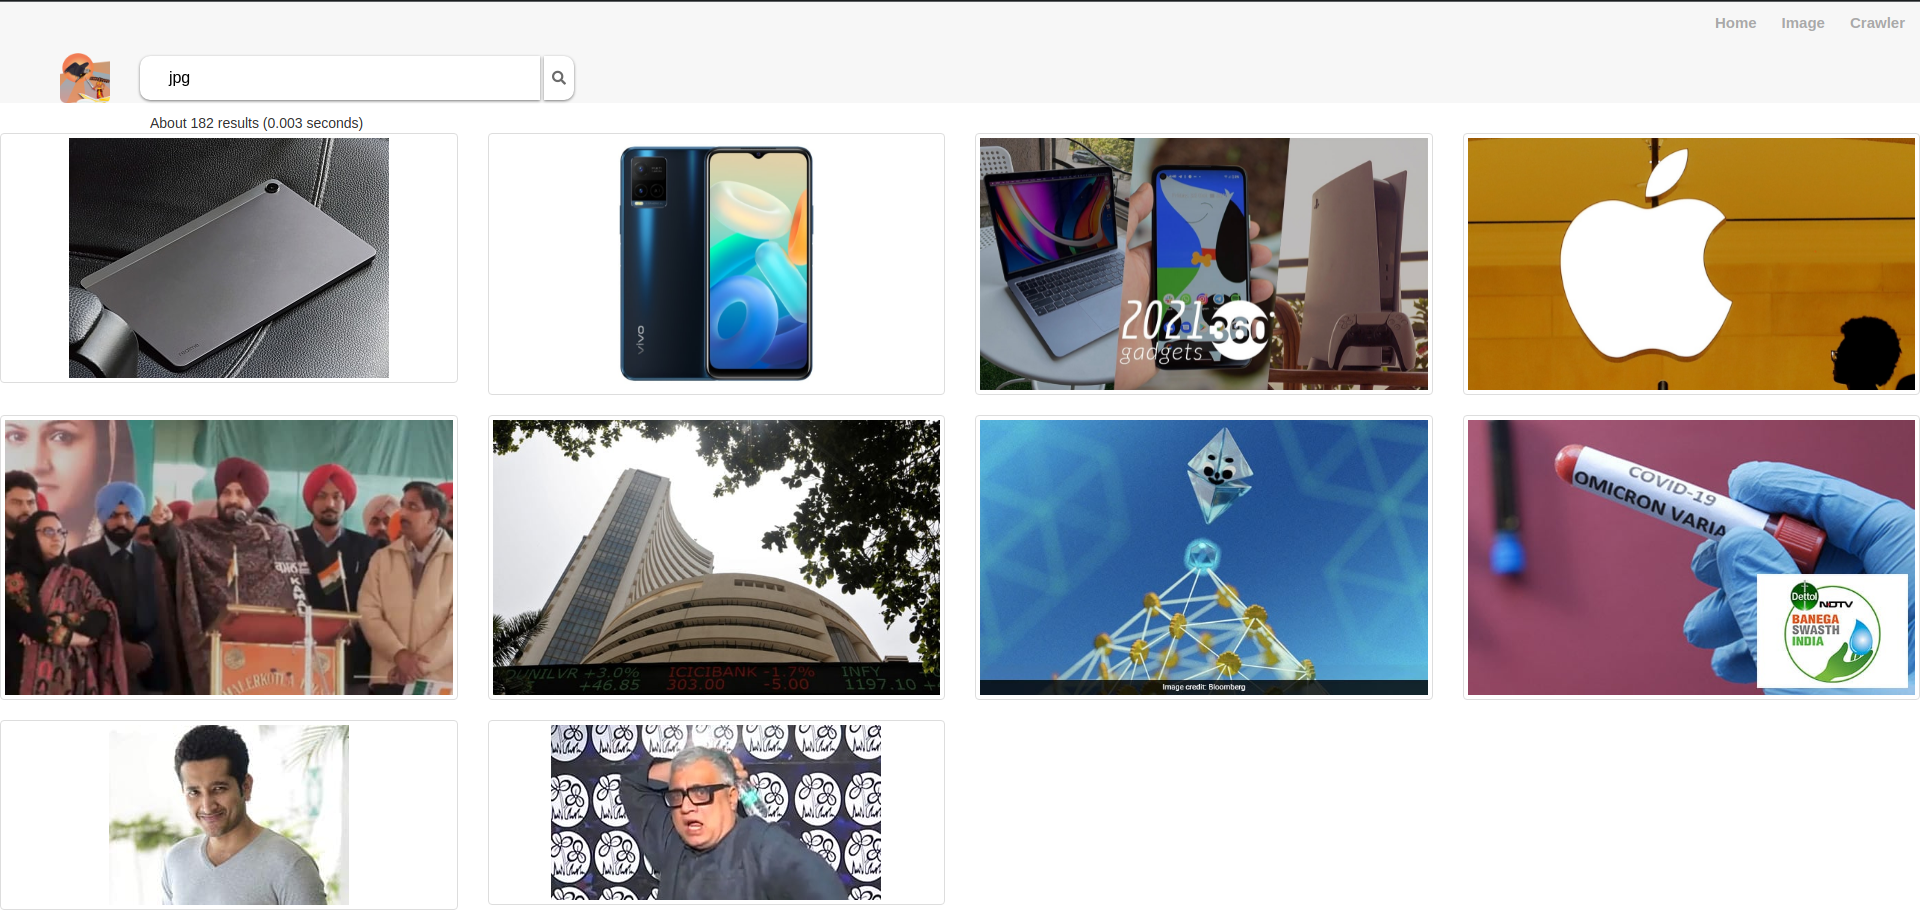 Home Image Crawler
jpg
About 182 results (0.003 seconds)
vivo
realme
2021
gadgets 360
COVID-19
OMICRON VARIA
DUNILVR +3.0% ICICIBANK -1.7% INFY
+46.85 303.00 -5.00 1197.10 +
Image credit: Bloomberg
Dettol NDTV
BANEGA
SWASTH
INDIA